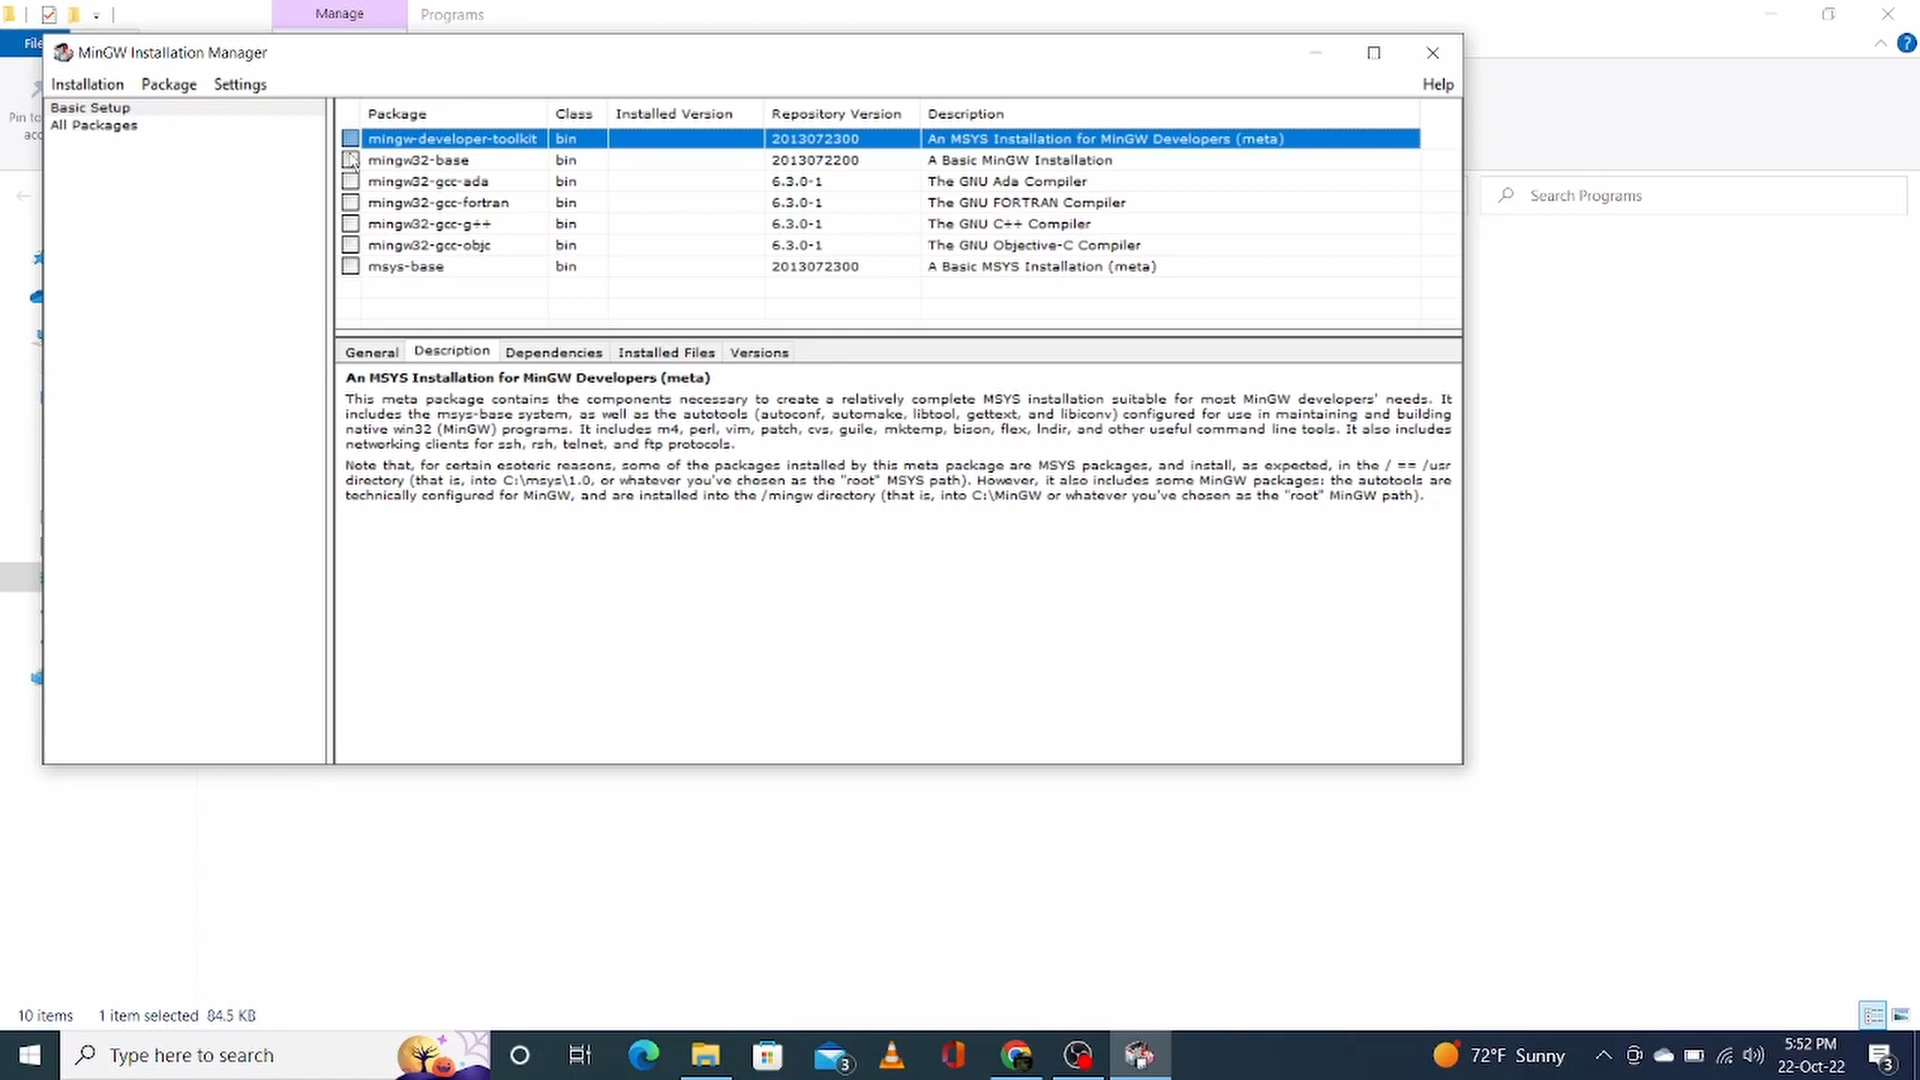 Manage
Programs
File
MinGW Installation Manager
Installation Package Settings Help
Basic Setup
All Packages
Pin to
acc
Package Class Installed Version Repository Version Description
mingw-developer-toolkit bin 2013072300 An MSYS Installation for MinGW Developers (meta)
mingw32-base bin 2013072200 A Basic MinGW Installation
mingw32-gcc-ada bin 6.3.0-1 The GNU Ada Compiler
mingw32-gcc-fortran bin 6.3.0-1 The GNU FORTRAN Compiler
mingw32-gcc-g++ bin 6.3.0-1 The GNU C++ Compiler
mingw32-gcc-objc bin 6.3.0-1 The GNU Objective-C Compiler
msys-base bin 2013072300 A Basic MSYS Installation (meta)
Search Programs
General Description Dependencies Installed Files Versions
An MSYS Installation for MinGW Developers (meta)
This meta package contains the components necessary to create a relatively complete MSYS installation suitable for most MinGW developers' needs. It
includes the msys-base system, as well as the autotools (autoconf, automake, libtool, gettext, and libiconv) configured for use in maintaining and building
native win32 (MinGW) programs. It includes m4, perl, vim, patch, cvs, guile, mktemp, bison, flex, lndir, and other useful command line tools. It also includes
networking clients for ssh, rsh, telnet, and ftp protocols.
Note that, for certain esoteric reasons, some of the packages installed by this meta package are MSYS packages, and install, as expected, in the / == /usr
directory (that is, into C:\msys\1.0, or whatever you've chosen as the "root" MSYS path). However, it also includes some MinGW packages: the autotools are
technically configured for MinGW, and are installed into the /mingw directory (that is, into C:\MinGW or whatever you've chosen as the "root" MinGW path).
10 items 1 item selected 84.5 KB
Type here to search
3
72°F Sunny
5:52 PM
22-Oct-22
3